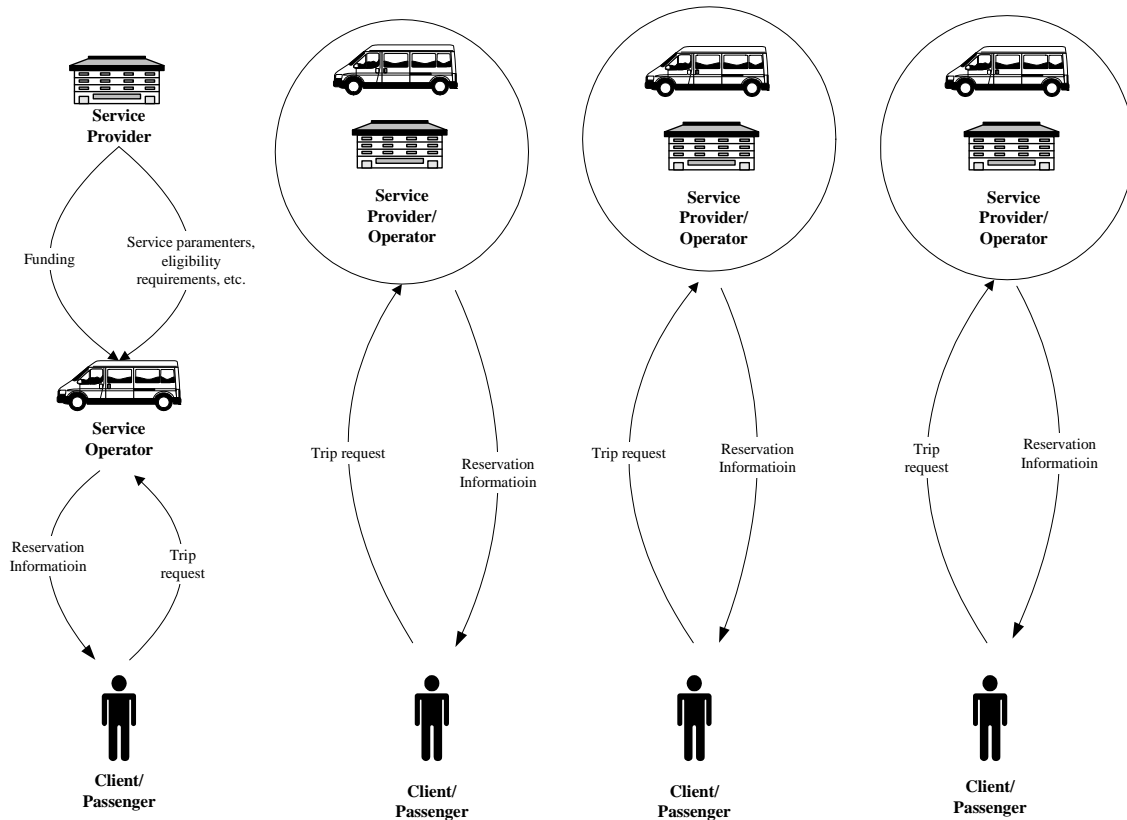 Service
Provider
Funding
Service paramenters,
eligibility
requirements, etc.
Service
Operator
Reservation
Informatioin
Trip
request
Client/
Passenger
Service
Provider/
Operator
Trip request
Reservation
Informatioin
Client/
Passenger
Service
Provider/
Operator
Trip request
Reservation
Informatioin
Client/
Passenger
Service
Provider/
Operator
Trip
request
Reservation
Informatioin
Client/
Passenger